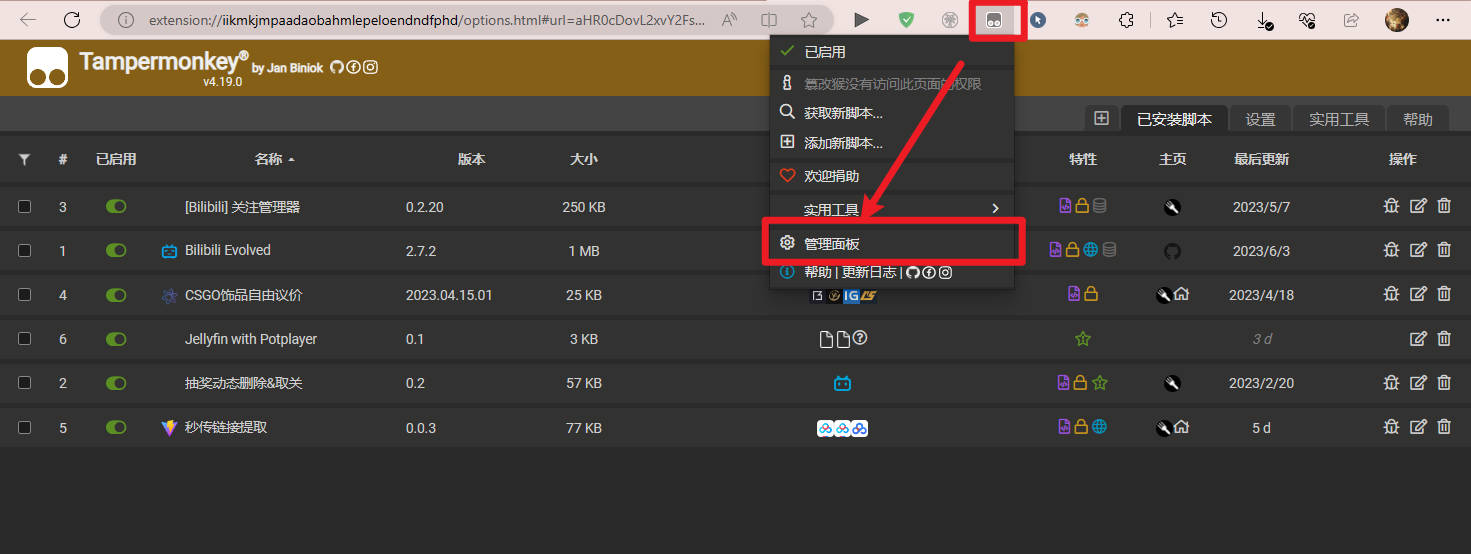 extension://iikmkjmpaadaobahmlepeloendndfphd/options.html#url=aHR0cDovL2xvY2Fs...
Tampermonkey® by Jan Biniok
v4.19.0
已启用
篡改猴没有访问此页面的权限
获取新脚本...
添加新脚本...
欢迎捐助
实用工具
管理面板
帮助 | 更新日志 |
已安装脚本 设置 实用工具 帮助
# 已启用 名称 版本 大小 特性 主页 最后更新 操作
3 [Bilibili] 关注管理器 0.2.20 250 KB 2023/5/7
1 Bilibili Evolved 2.7.2 1 MB 2023/6/3
4 CSGO饰品自由议价 2023.04.15.01 25 KB IG 2023/4/18
6 Jellyfin with Potplayer 0.1 3 KB 3 d
2 抽奖动态删除&取关 0.2 57 KB 2023/2/20
5 秒传链接提取 0.0.3 77 KB 5 d